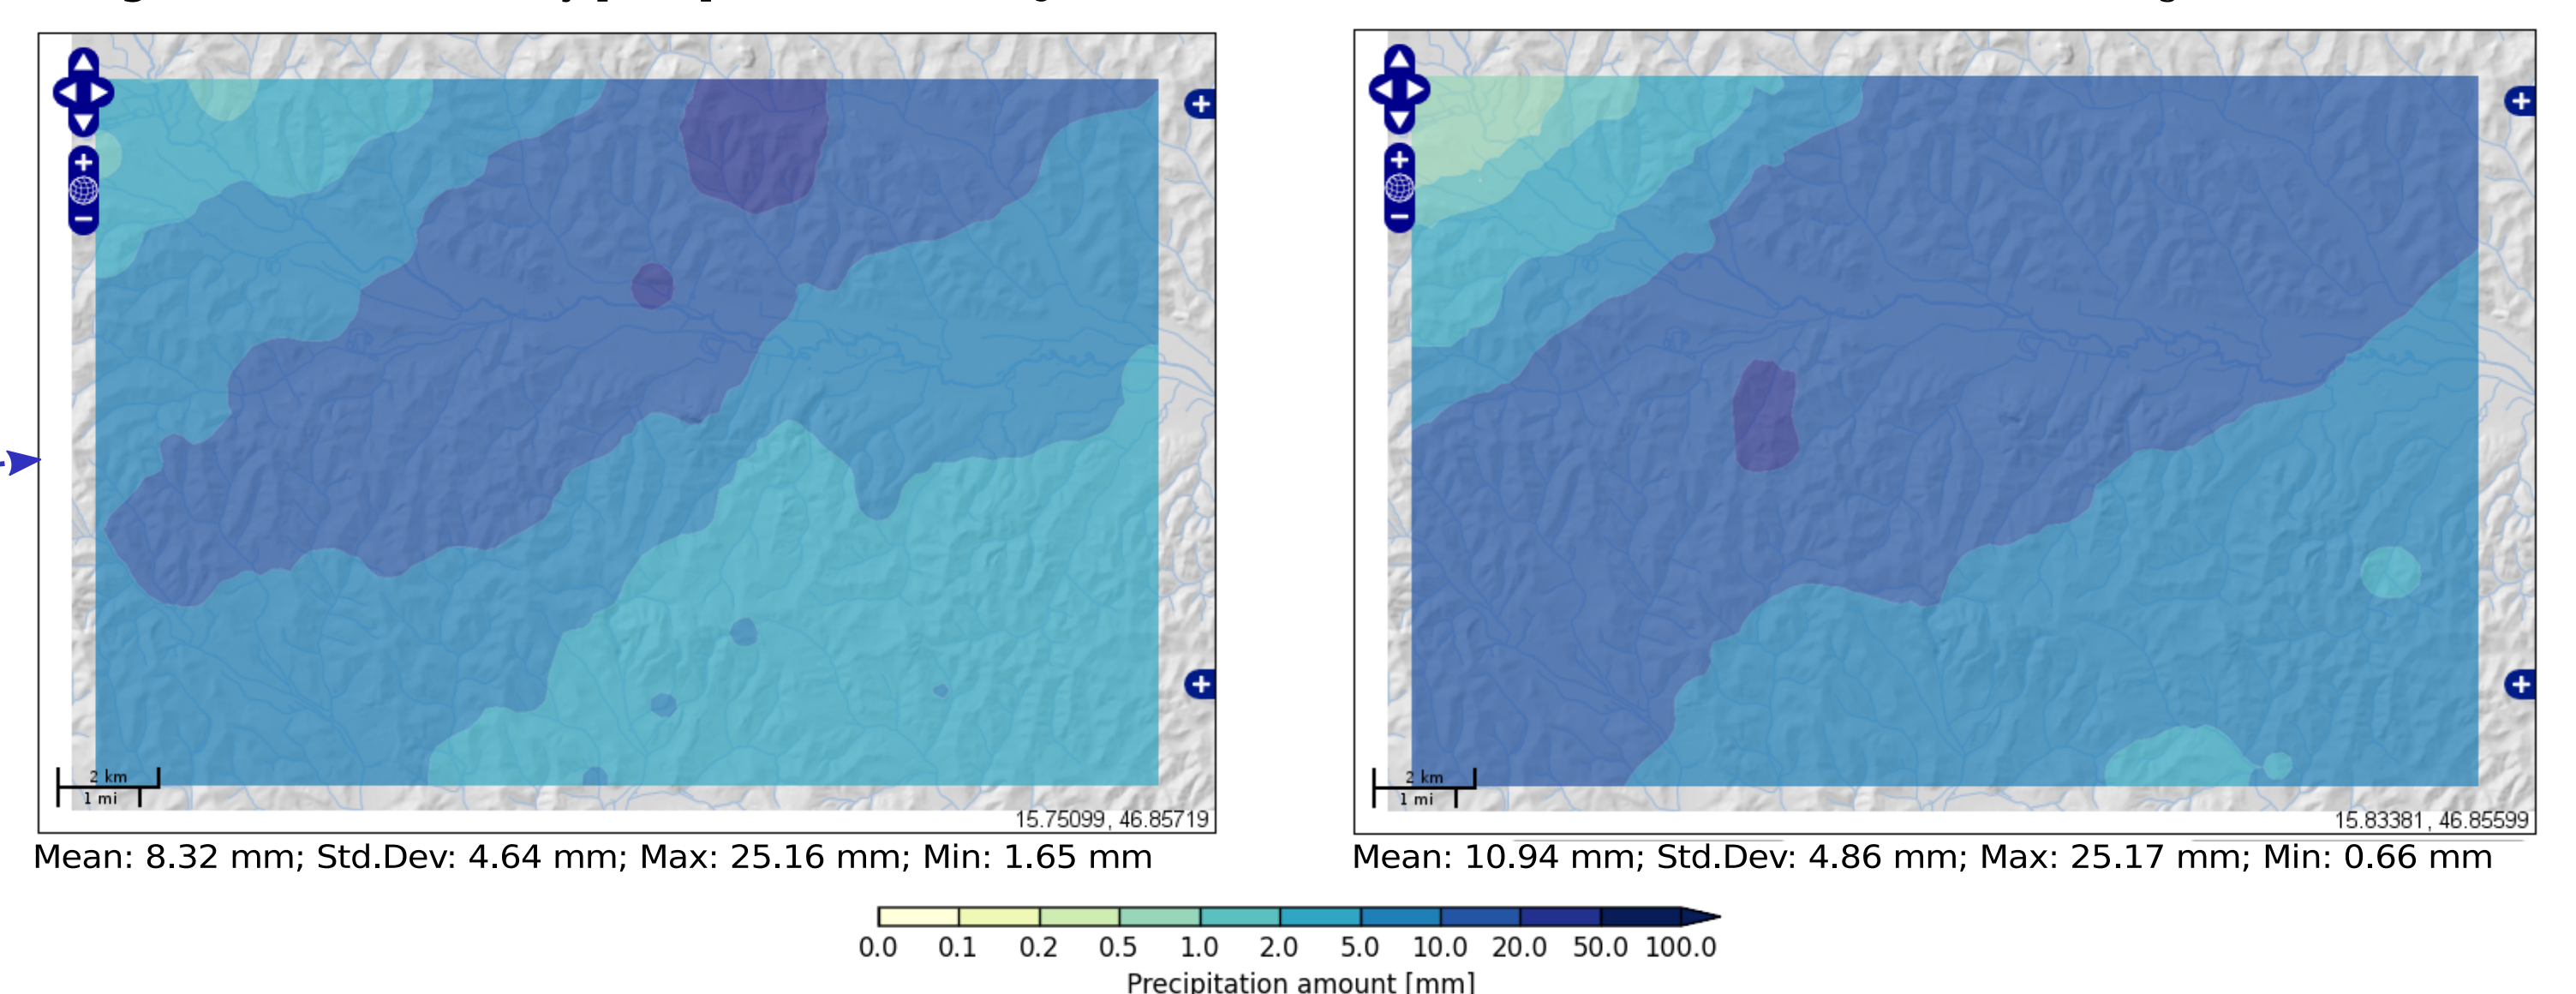 2 km
1 mi
15.75099, 46.85719
2 km
1 mi
15.83381, 46.85599
Mean: 8.32 mm; Std.Dev: 4.64 mm; Max: 25.16 mm; Min: 1.65 mm
Mean: 10.94 mm; Std.Dev: 4.86 mm; Max: 25.17 mm; Min: 0.66 mm
0.0 0.1 0.2 0.5 1.0 2.0 5.0 10.0 20.0 50.0 100.0
Precipitation amount [mm]